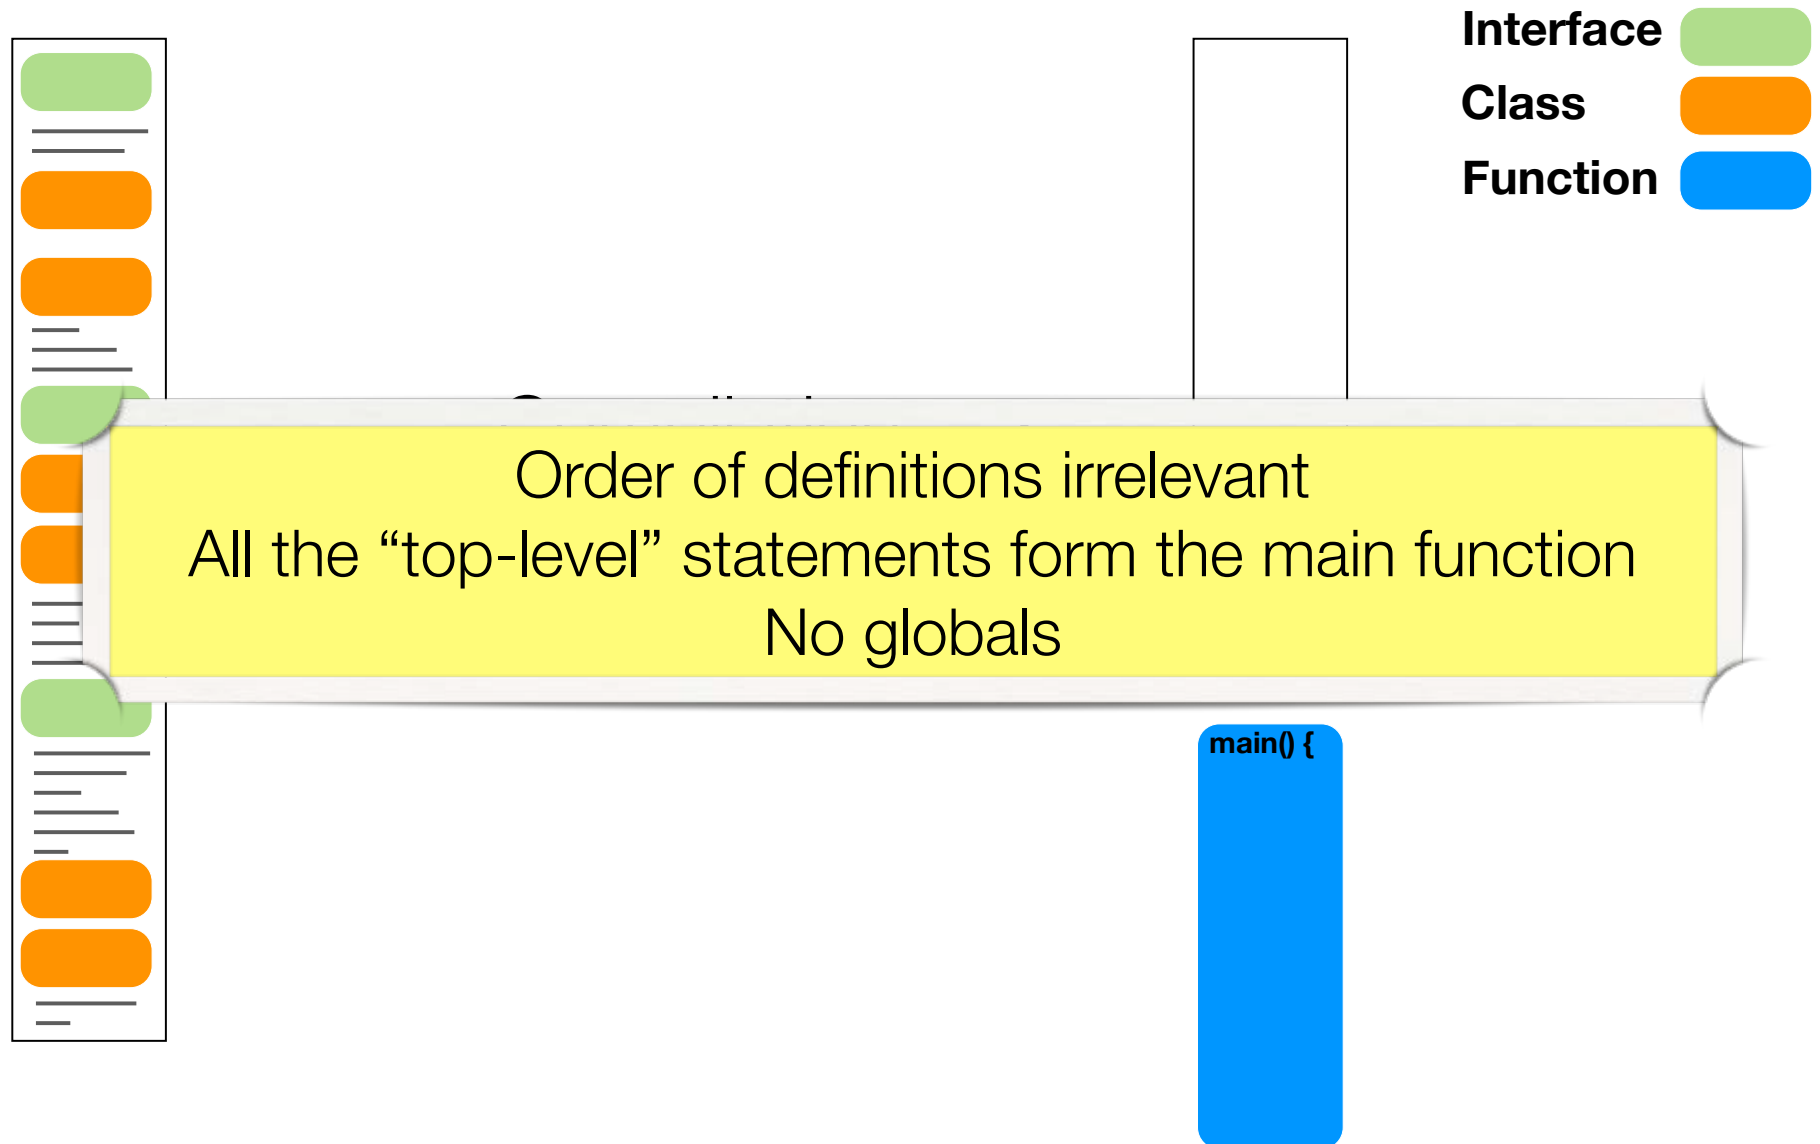 Interface
Class
Function
Order of definitions irrelevant
All the “top-level” statements form the main function
No globals
main() {